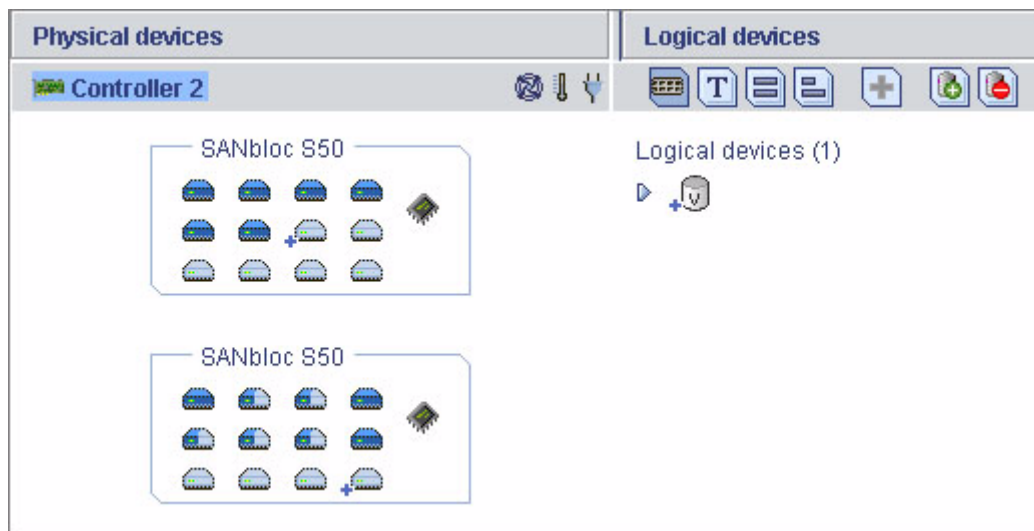 Physical devices
Logical devices
Controller 2
T
SANbloc S50
Logical devices (1)
V
SANbloc S50